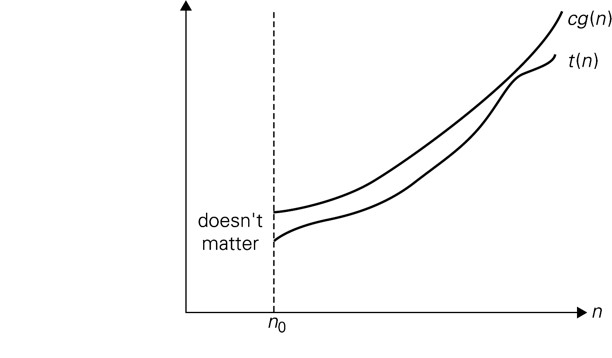 cg(n)
t(n)
doesn't
matter
n
n₀